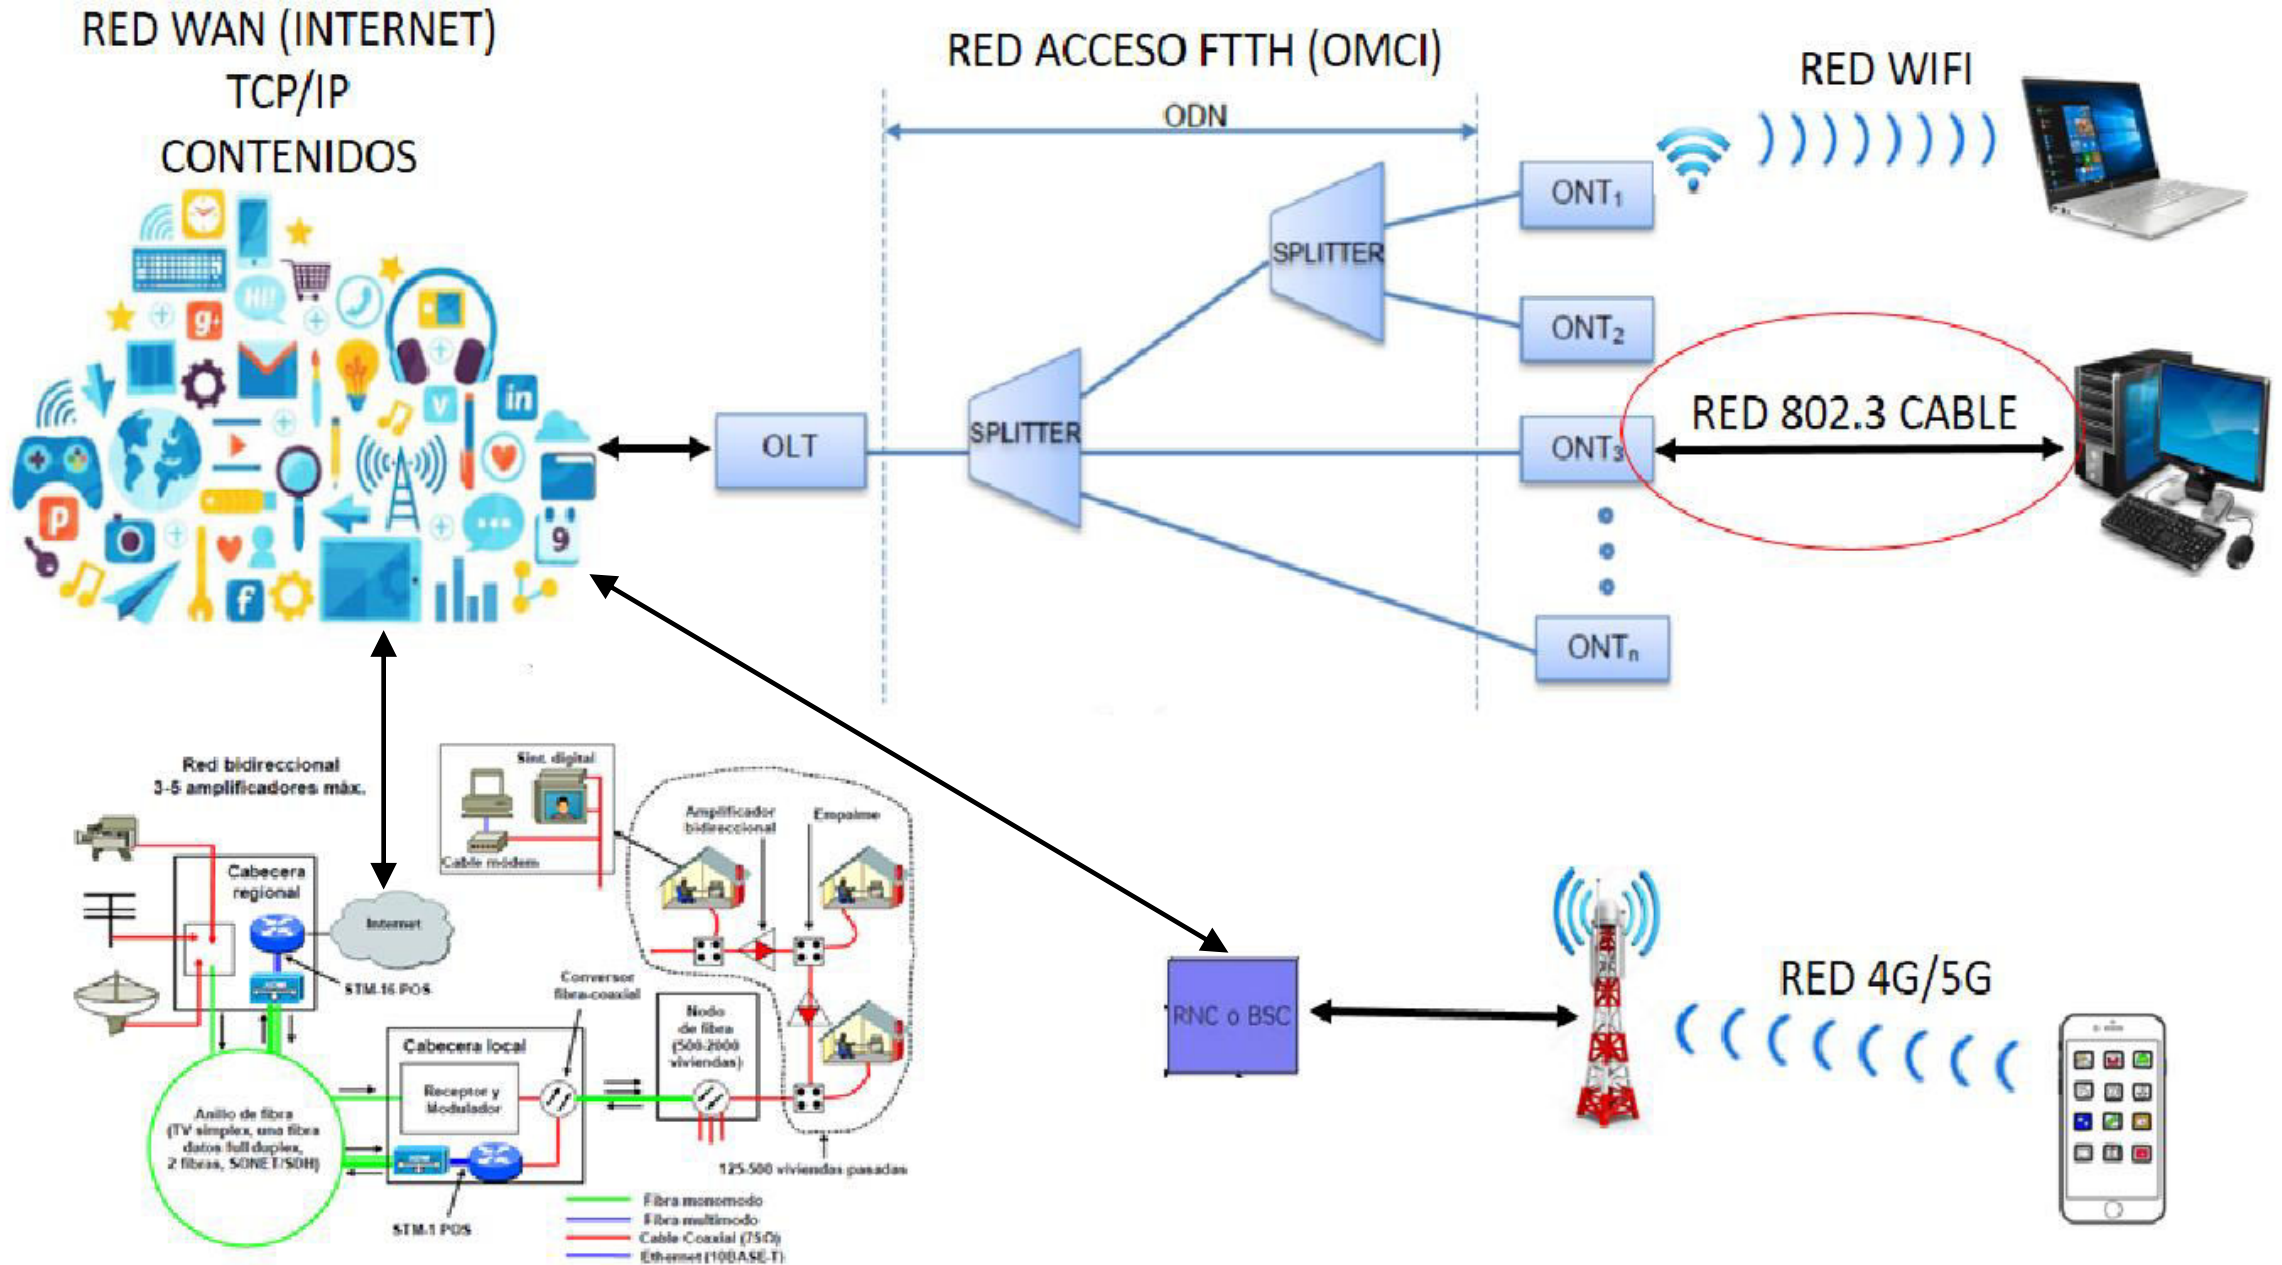 RED WAN (INTERNET)
TCP/IP
CONTENIDOS
RED ACCESO FTTH (OMCI)
ODN
RED WIFI
SPLITTER
ONT1
ONT2
OLT
SPLITTER
ONT3
RED 802.3 CABLE
ONTn
Hi!
g+
in
V
P
9
f
Red bidireccional
3-5 amplificadores máx.
Sint. digital
Cable módem
Amplificador
bidireccional
Empalme
Cabecera
regional
Internet
STM-16 POS
Conversor
fibra-coaxial
Nodo
de fibra
(500-2000
viviendas)
Cabecera local
Receptor y
Modulador
Anillo de fibra
(TV simplex, una fibra
datos full duplex,
2 fibras, SONET/SDH)
STM-1 POS
125-500 viviendas pasadas
Fibra monomodo
Fibra multimodo
Cable Coaxial (75Ω)
Ethernet (10BASE-T)
RNC o BSC
RED 4G/5G